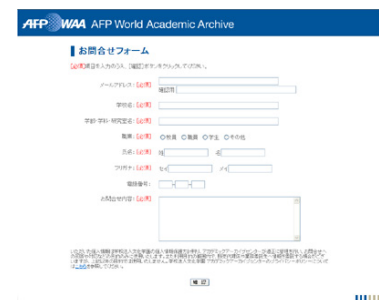 AFP WAA AFP World Academic Archive
お問合せフォーム
[必須]項目を入力のうえ、[確認]ボタンをクリックして下さい。
メールアドレス: [必須]
確認用
学校名: [必須]
学部・学科・研究室名: [必須]
職業: [必須] 教員 職員 学生 その他
氏名: [必須] 姓 名
フリガナ: [必須] セイ メイ
電話番号: - -
お問合せ内容: [必須]
確 認